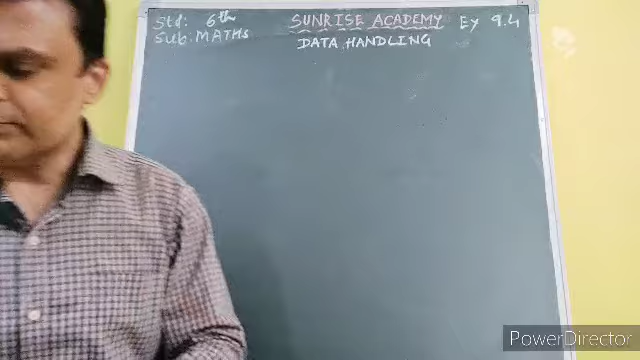 Std: 6th SUNRISE ACADEMY Ex 9.4
Sub: MATHS DATA HANDLING
PowerDirector